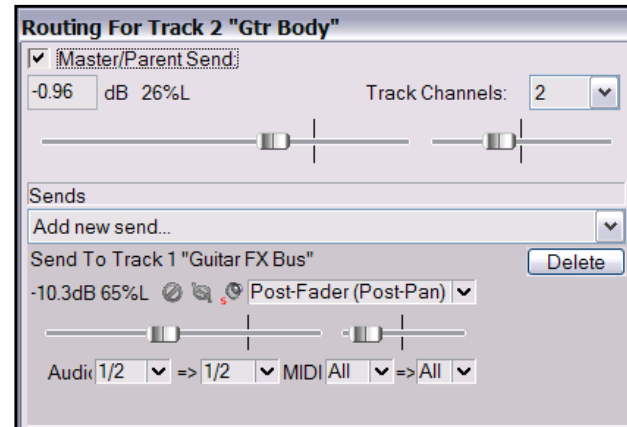 Routing For Track 2 "Gtr Body"
Master/Parent Send:
-0.96 dB 26%L Track Channels: 2
Sends
Add new send...
Send To Track 1 "Guitar FX Bus" Delete
-10.3dB 65%L s Post-Fader (Post-Pan)
Audi 1/2 => 1/2 MIDI All => All